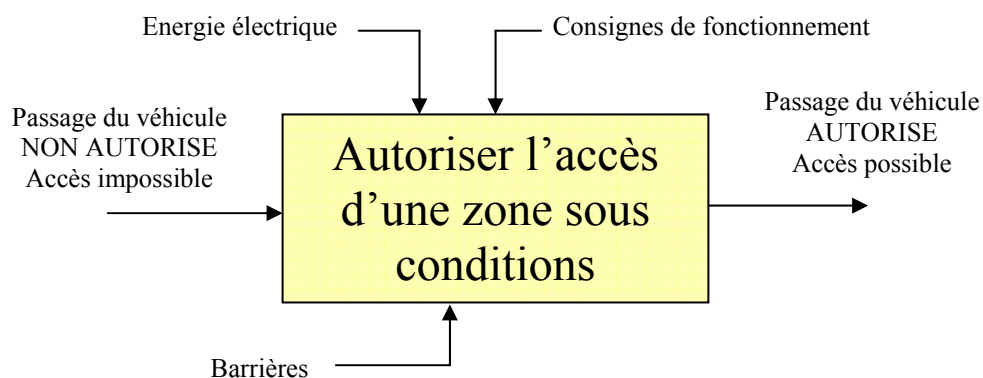 Energie électrique
Consignes de fonctionnement
Passage du véhicule
NON AUTORISE
Accès impossible
Autoriser l’accès
d’une zone sous
conditions
Passage du véhicule
AUTORISE
Accès possible
Barrières